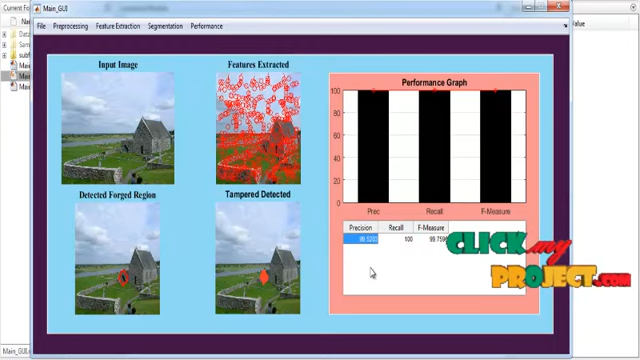 Current Fo
Main_GUI
Value
File Preprocessing Feature Extraction Segmentation Performance
Input Image
Features Extracted
Performance Graph
100
80
60
40
20
0
Prec Recall F-Measure
Detected Forged Region
Tampered Detected
Precision Recall F-Measure
100
CLICK my
PROJECT.com